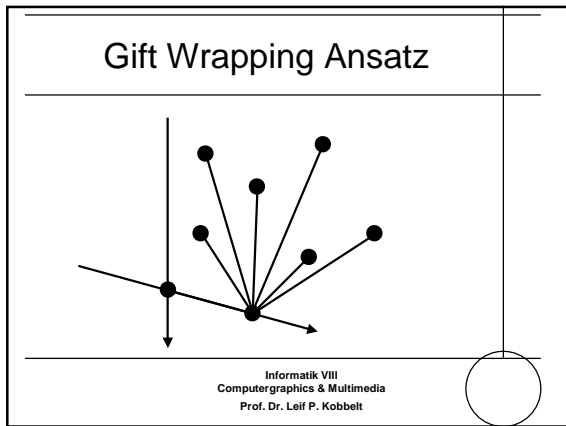 Gift Wrapping Ansatz
Informatik VIII
Computergraphics & Multimedia
Prof. Dr. Leif P. Kobbelt